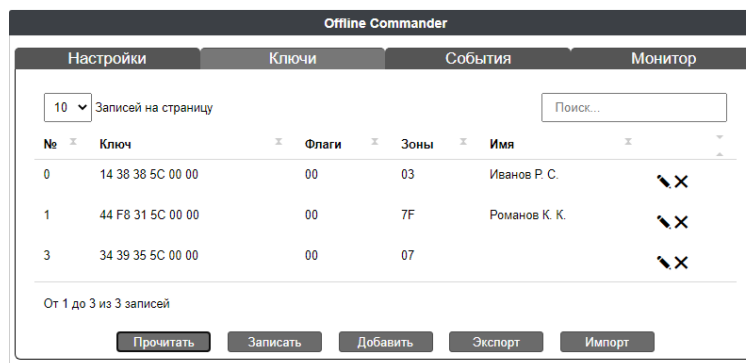 Offline Commander
Настройки Ключи События Монитор
10 Записей на страницу Поиск...
№ Ключ Флаги Зоны Имя
0 14 38 38 5C 00 00 00 03 Иванов Р. С.
1 44 F8 31 5C 00 00 00 7F Романов К. К.
3 34 39 35 5C 00 00 00 07
От 1 до 3 из 3 записей
Прочитать Записать Добавить Экспорт Импорт